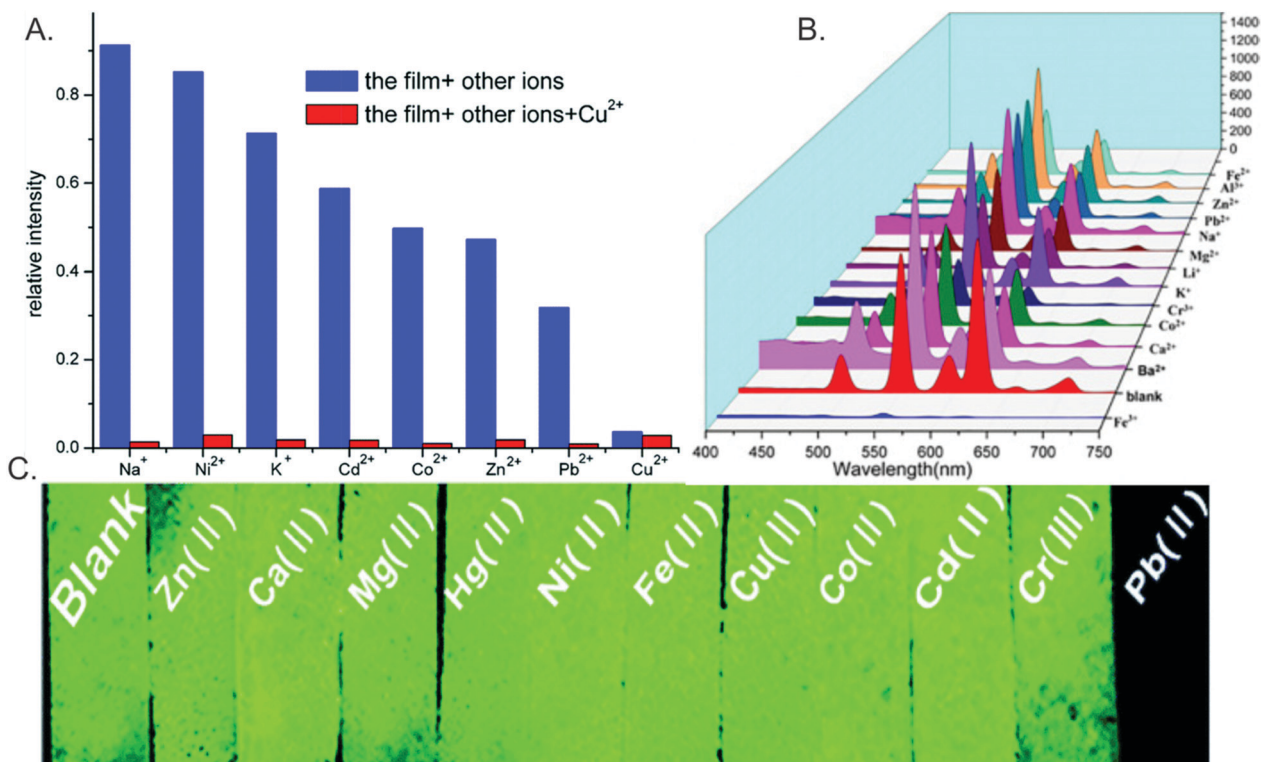 A.
relative intensity
0.8
0.6
0.4
0.2
0.0
the film+ other ions
the film+ other ions+Cu²⁺
Na⁺ Ni²⁺ K⁺ Cd²⁺ Co²⁺ Zn²⁺ Pb²⁺ Cu²⁺
B.
1400
1200
1000
800
600
400
200
0
Fe²⁺
Al³⁺
Zn²⁺
Pb²⁺
Na⁺
Mg²⁺
Li⁺
K⁺
Cr³⁺
Co²⁺
Ca²⁺
Ba²⁺
blank
Fe³⁺
400 450 500 550 600 650 700 750
Wavelength(nm)
C.
Blank
Zn(II)
Ca(II)
Mg(II)
Hg(II)
Ni(II)
Fe(II)
Cu(II)
Co(II)
Cd(II)
Cr(III)
Pb(II)